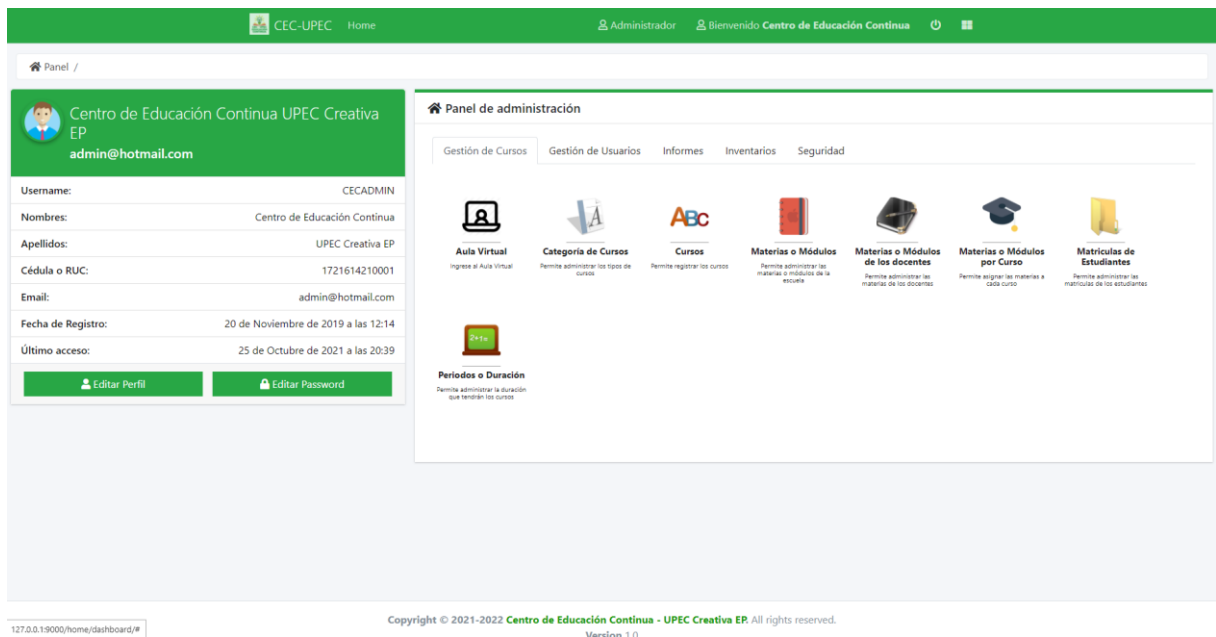 CEC-UPEC Home Administrador Bienvenido Centro de Educación Continua
Panel /
Centro de Educación Continua UPEC Creativa
EP
admin@hotmail.com
Username: CECADMIN
Nombres: Centro de Educación Continua
Apellidos: UPEC Creativa EP
Cédula o RUC: 1721614210001
Email: admin@hotmail.com
Fecha de Registro: 20 de Noviembre de 2019 a las 12:14
Último acceso: 25 de Octubre de 2021 a las 20:39
Editar Perfil Editar Password
Panel de administración
Gestión de Cursos Gestión de Usuarios Informes Inventarios Seguridad
Aula Virtual
Ingrese al Aula Virtual
A
Categoría de Cursos
Permite administrar los tipos de
cursos
ABC
Cursos
Permite registrar los cursos
Materias o Módulos
Permite administrar las
materias o módulos de la
escuela
Materias o Módulos
de los docentes
Permite administrar las
materias de los docentes
Materias o Módulos
por Curso
Permite asignar las materias a
cada curso
Matriculas de
Estudiantes
Permite administrar las
matriculas de los estudiantes
Periodos o Duración
Permite administrar la duración
que tendrán los cursos
Copyright © 2021-2022 Centro de Educación Continua - UPEC Creativa EP. All rights reserved.
Version 1.0
127.0.0.1:9000/home/dashboard/#